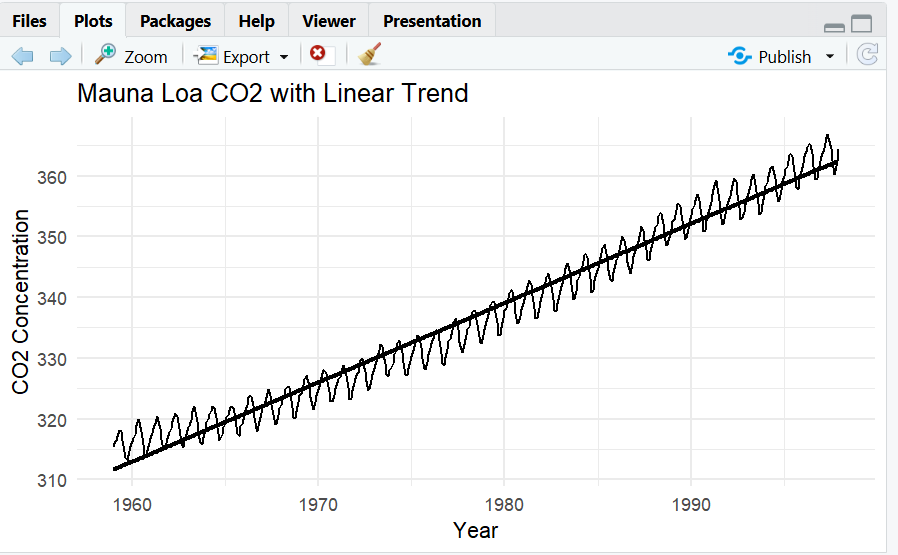 Files Plots Packages Help Viewer Presentation
Zoom Export Publish
Mauna Loa CO2 with Linear Trend
360
350
340
330
320
310
CO2 Concentration
1960 1970 1980 1990
Year